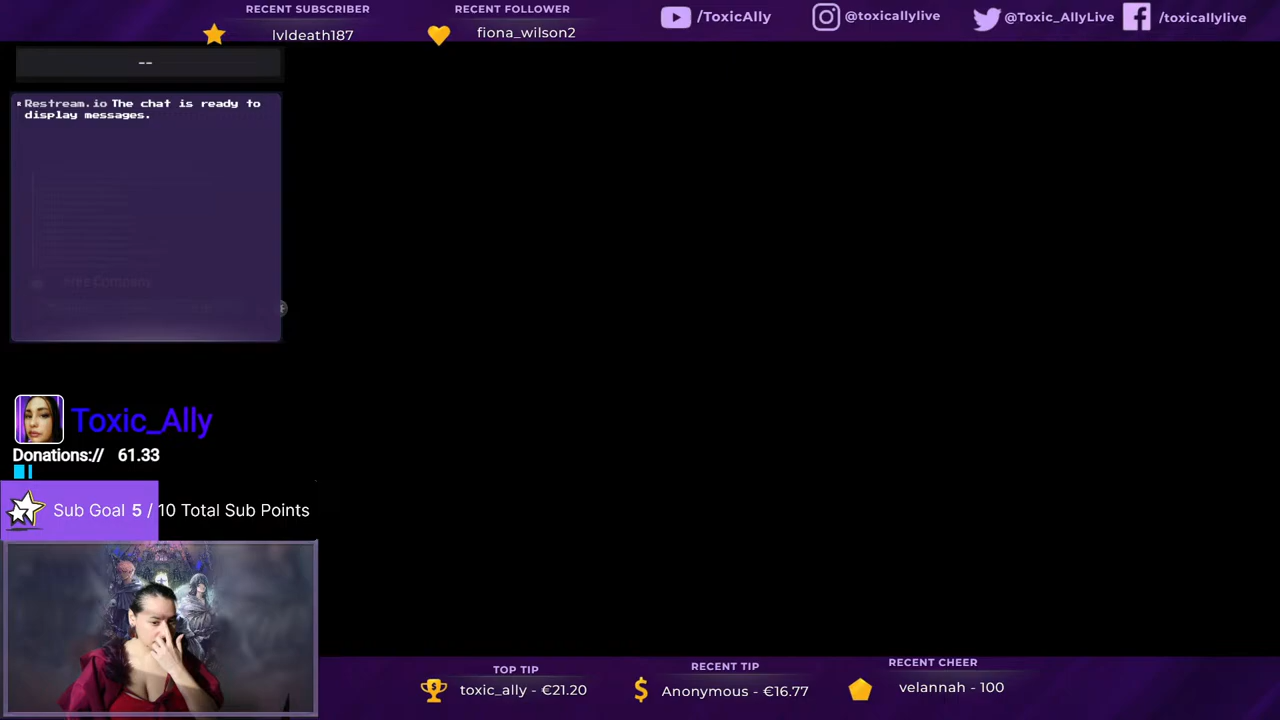 RECENT SUBSCRIBER
lvldeath187
RECENT FOLLOWER
fiona_wilson2
/ToxicAlly
@toxicallylive
@Toxic_AllyLive
/toxicallylive
--
Restream.io The chat is ready to
display messages.
Free Company
Toxic_Ally
Donations:// 61.33
Sub Goal 5 / 10 Total Sub Points
TOP TIP
toxic_ally - €21.20
RECENT TIP
Anonymous - €16.77
RECENT CHEER
velannah - 100